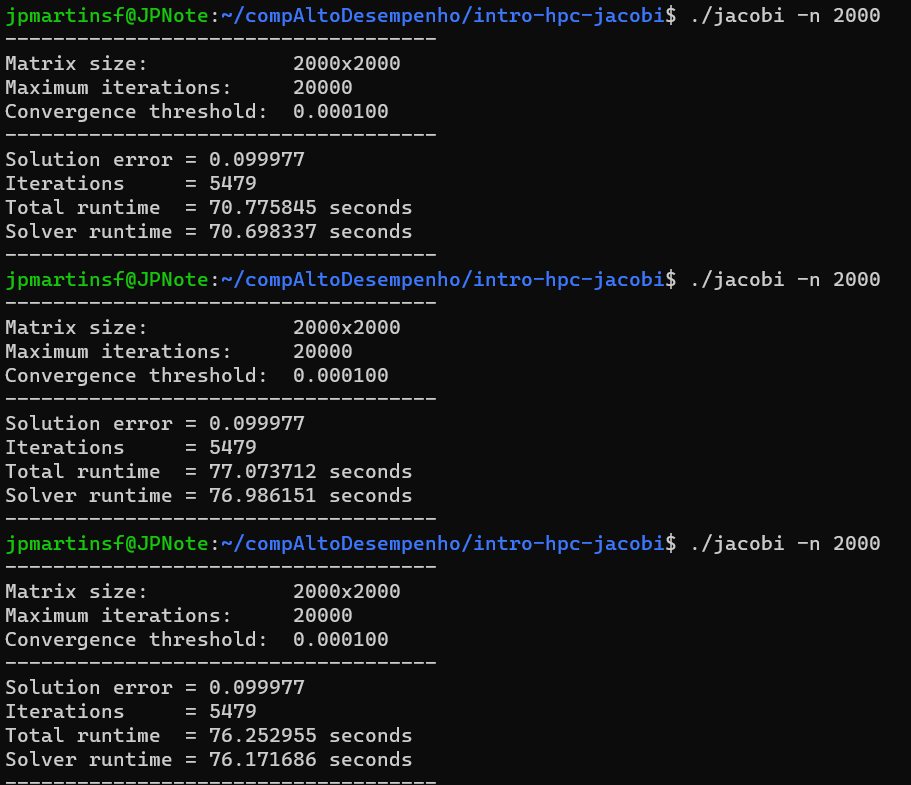 jpmartinsf@JPNote:~/compAltoDesempenho/intro-hpc-jacobi$ ./jacobi -n 2000
------------------------------------
Matrix size:            2000x2000
Maximum iterations:     20000
Convergence threshold:  0.000100
------------------------------------
Solution error = 0.099977
Iterations     = 5479
Total runtime  = 70.775845 seconds
Solver runtime = 70.698337 seconds
------------------------------------
jpmartinsf@JPNote:~/compAltoDesempenho/intro-hpc-jacobi$ ./jacobi -n 2000
------------------------------------
Matrix size:            2000x2000
Maximum iterations:     20000
Convergence threshold:  0.000100
------------------------------------
Solution error = 0.099977
Iterations     = 5479
Total runtime  = 77.073712 seconds
Solver runtime = 76.986151 seconds
------------------------------------
jpmartinsf@JPNote:~/compAltoDesempenho/intro-hpc-jacobi$ ./jacobi -n 2000
------------------------------------
Matrix size:            2000x2000
Maximum iterations:     20000
Convergence threshold:  0.000100
------------------------------------
Solution error = 0.099977
Iterations     = 5479
Total runtime  = 76.252955 seconds
Solver runtime = 76.171686 seconds
------------------------------------